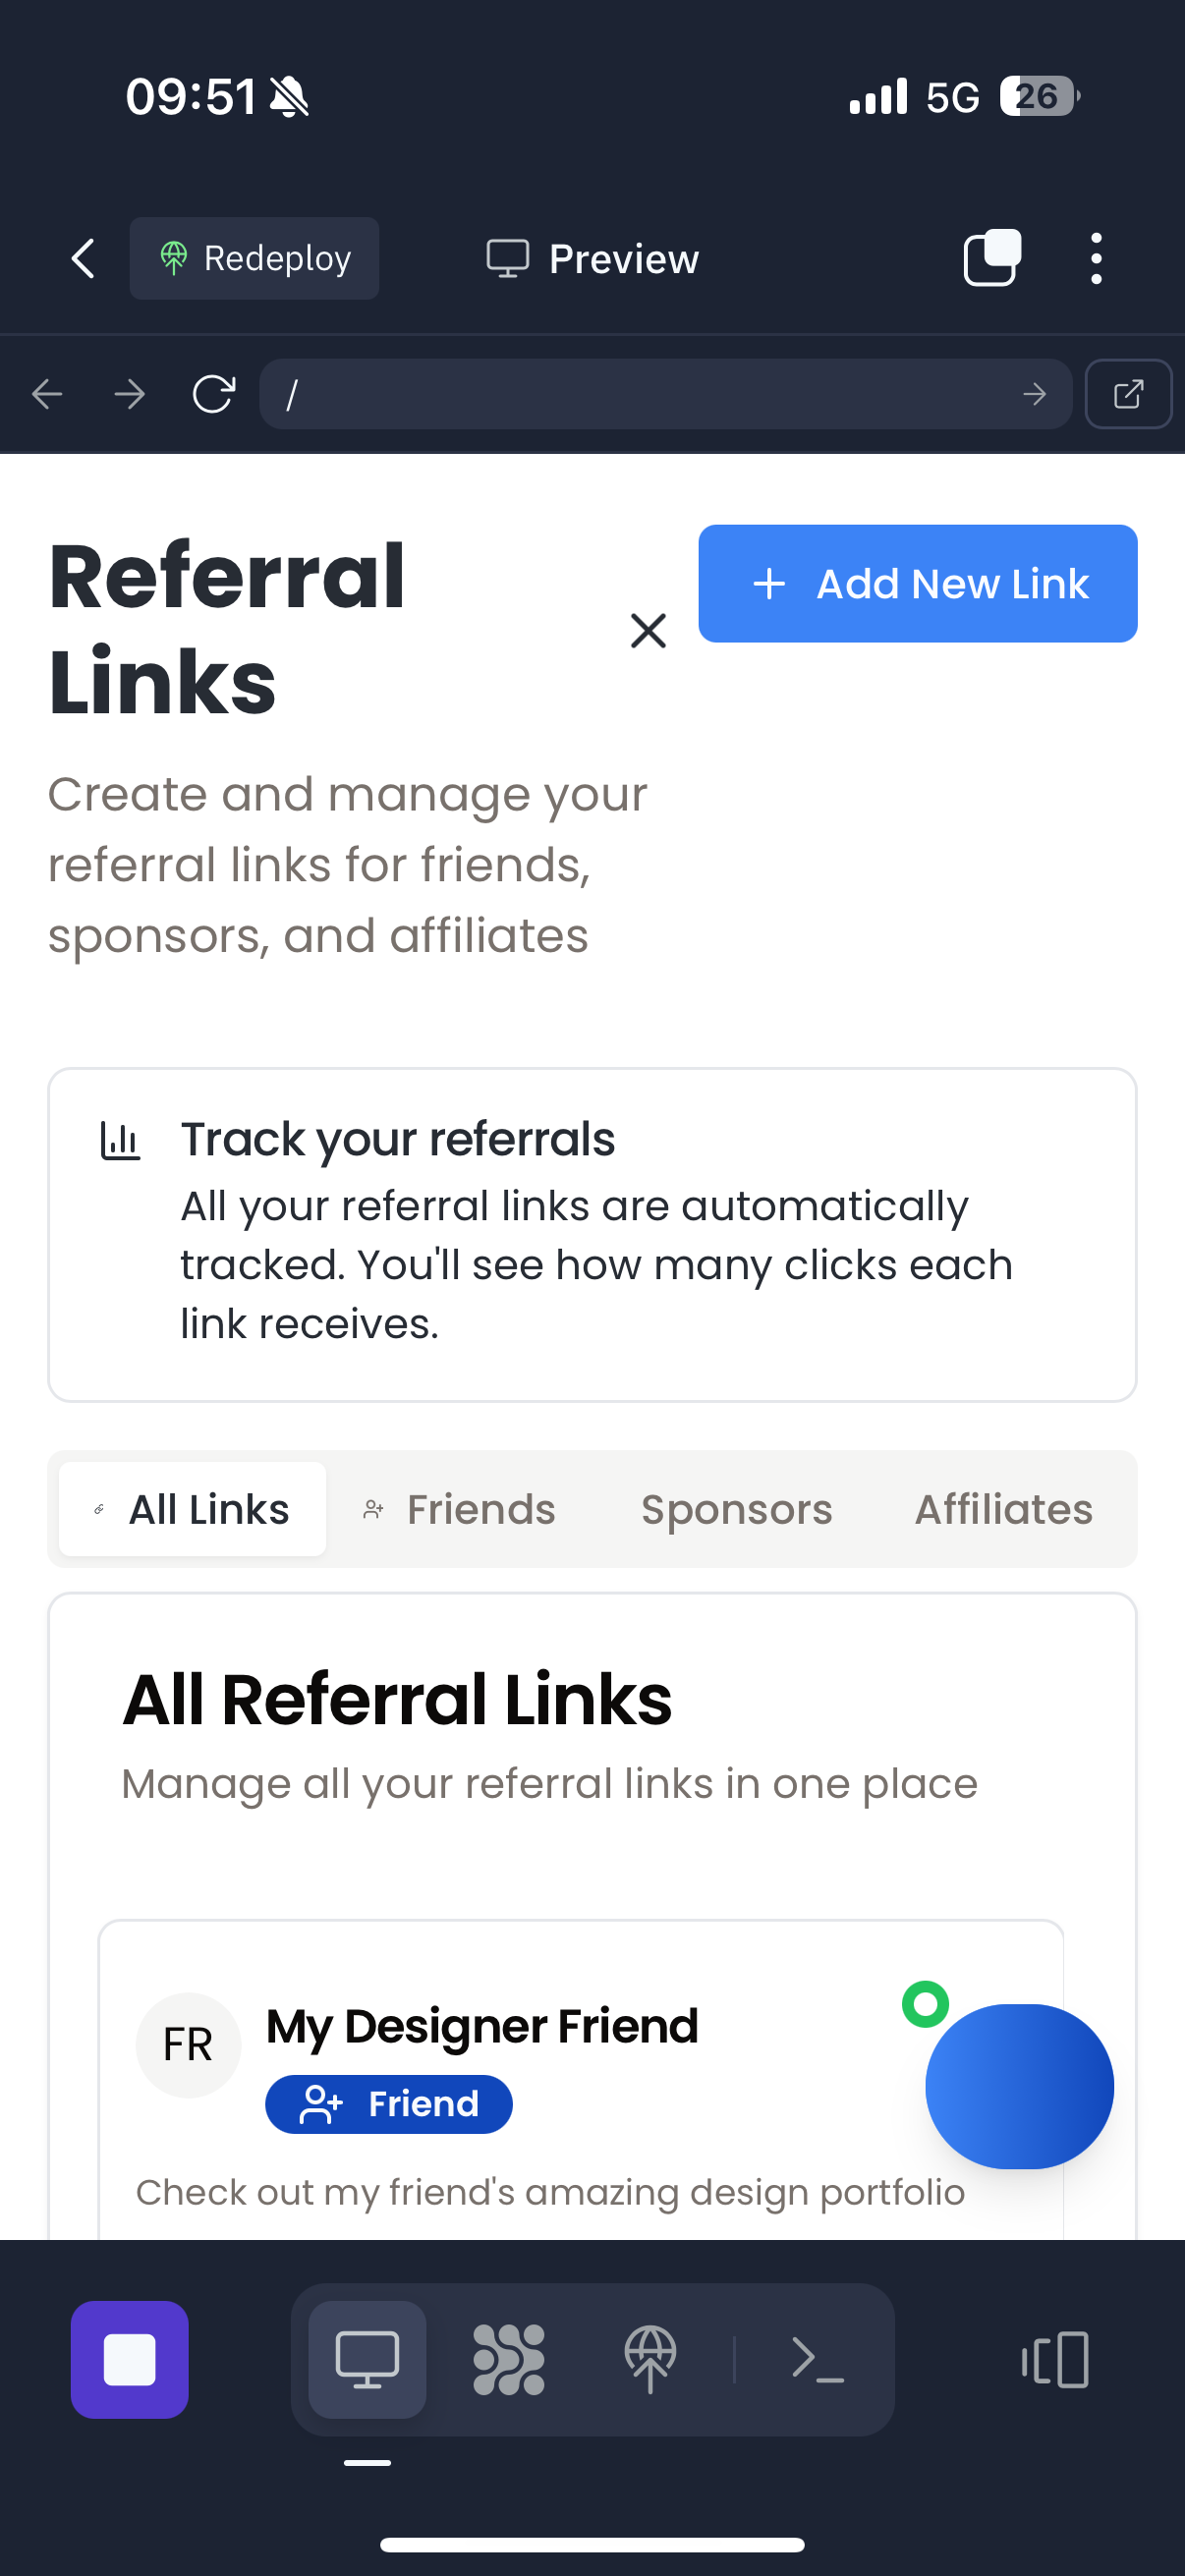 09:51 5G 26
Redeploy Preview
/
Referral
Links
Add New Link
Create and manage your
referral links for friends,
sponsors, and affiliates
Track your referrals
All your referral links are automatically
tracked. You'll see how many clicks each
link receives.
All Links Friends Sponsors Affiliates
All Referral Links
Manage all your referral links in one place
FR
My Designer Friend
Friend
Check out my friend's amazing design portfolio